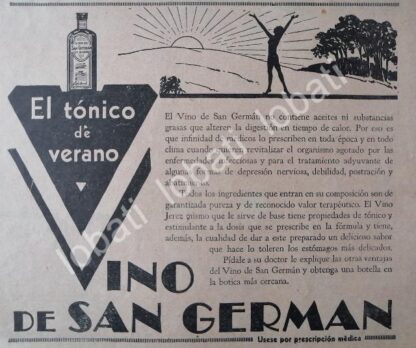 El tónico
de
verano
El Vino de San Germán no contiene aceites ni substancias
grasas que alteren la digestión en tiempo de calor. Por eso es
que infinidad de médicos lo prescriben en toda época y en todo
clima cuando quieren revitalizar el organismo agotado por las
enfermedades infecciosas y para el tratamiento adyuvante de
algunas formas de depresión nerviosa, debilidad, postración y
abatimiento.
Todos los ingredientes que entran en su composición son de
garantizada pureza y de reconocido valor terapéutico. El Vino
Jerez mismo que le sirve de base tiene propiedades de tónico y
estimulante a la dosis que se prescribe en la fórmula y tiene,
además, la cualidad de dar a este preparado un delicioso sabor
que hace lo toleren los estómagos más delicados.
Pídale a su doctor le explique las otras ventajas
del Vino de San Germán y obtenga una botella en
la botica más cercana.
VINO
DE SAN GERMAN
Usese por prescripción médica
lobati lobati lobati